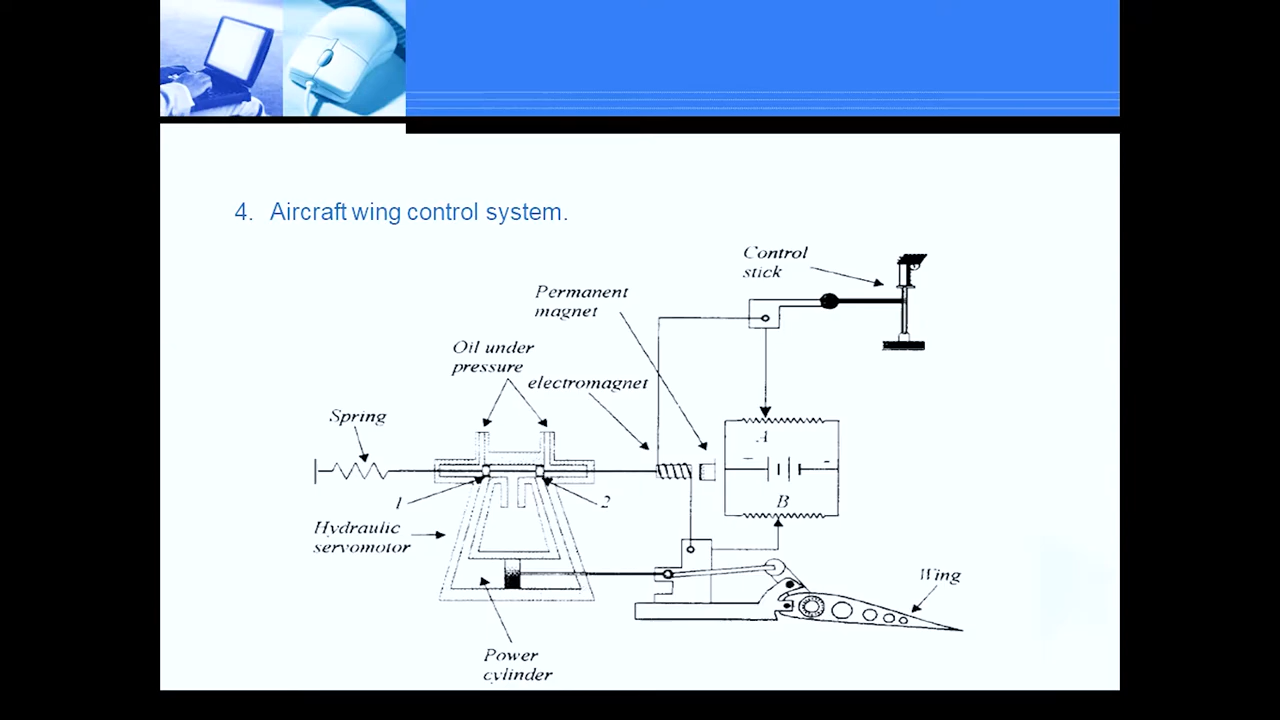 4. Aircraft wing control system.
Control
stick
Permanent
magnet
Oil under
pressure
electromagnet
Spring
A
B
1
2
Hydraulic
servomotor
Wing
Power
cylinder